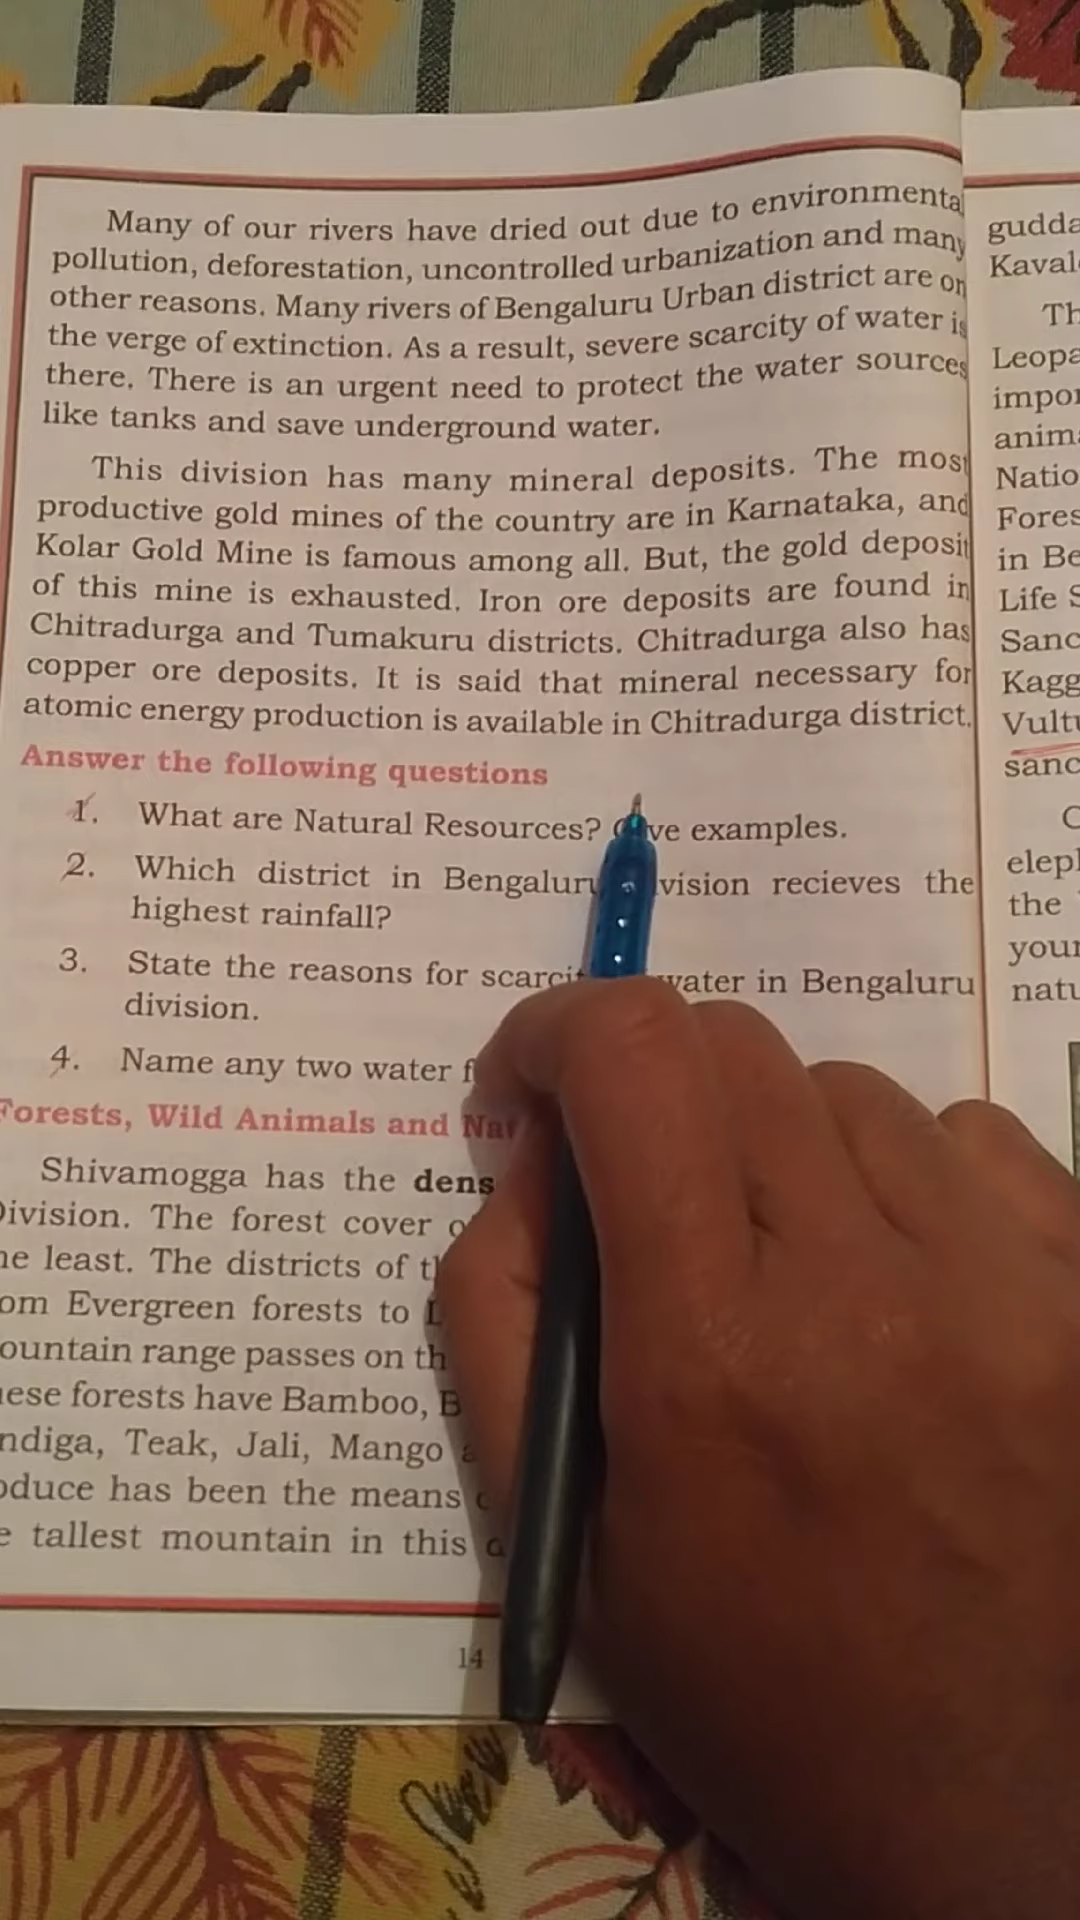 Many of our rivers have dried out due to environmenta
pollution, deforestation, uncontrolled urbanization and many
other reasons. Many rivers of Bengaluru Urban district are on
the verge of extinction. As a result, severe scarcity of water is
there. There is an urgent need to protect the water sources
like tanks and save underground water.
This division has many mineral deposits. The most
productive gold mines of the country are in Karnataka, and
Kolar Gold Mine is famous among all. But, the gold deposit
of this mine is exhausted. Iron ore deposits are found in
Chitradurga and Tumakuru districts. Chitradurga also has
copper ore deposits. It is said that mineral necessary for
atomic energy production is available in Chitradurga district.
Answer the following questions
1. What are Natural Resources? ve examples.
2. Which district in Bengaluru vision recieves the
highest rainfall?
3. State the reasons for scarcit water in Bengaluru
division.
4. Name any two water f
Forests, Wild Animals and Nat
Shivamogga has the dens
Division. The forest cover o
he least. The districts of th
om Evergreen forests to
ountain range passes on th
hese forests have Bamboo, B
ndiga, Teak, Jali, Mango a
oduce has been the means
e tallest mountain in this
14
gudda
Kaval
Th
Leopa
impor
anim
Natio
Fores
in Be
Life S
Sanc
Kagg
Vultu
sanc
C
elep
the
your
natu